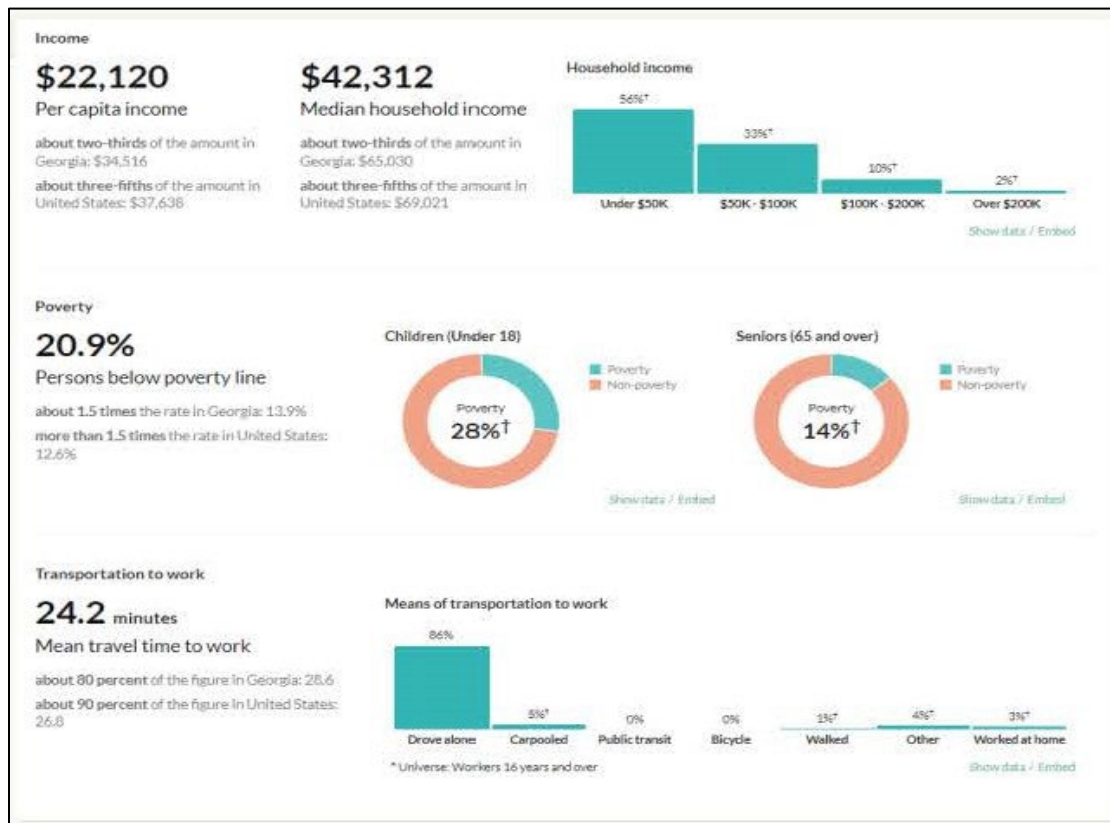 Income
$22,120
Per capita income
about two-thirds of the amount in
Georgia: $34,516
about three-fifths of the amount in
United States: $37,638
$42,312
Median household income
about two-thirds of the amount in
Georgia: $65,030
about three-fifths of the amount in
United States: $69,021
Household income
56%†
33%†
10%†
2%†
Under $50K
$50K - $100K
$100K - $200K
Over $200K
Show data / Embed
Poverty
20.9%
Persons below poverty line
about 1.5 times the rate in Georgia: 13.9%
more than 1.5 times the rate in United States:
12.6%
Children (Under 18)
Poverty
28%†
Poverty
Non-poverty
Show data / Embed
Seniors (65 and over)
Poverty
14%†
Poverty
Non-poverty
Show data / Embed
Transportation to work
24.2 minutes
Mean travel time to work
about 80 percent of the figure in Georgia: 28.6
about 90 percent of the figure in United States:
26.8
Means of transportation to work
86%
5%†
0%
0%
1%†
4%†
3%†
Drove alone
Carpooled
Public transit
Bicycle
Walked
Other
Worked at home
* Universe: Workers 16 years and over
Show data / Embed